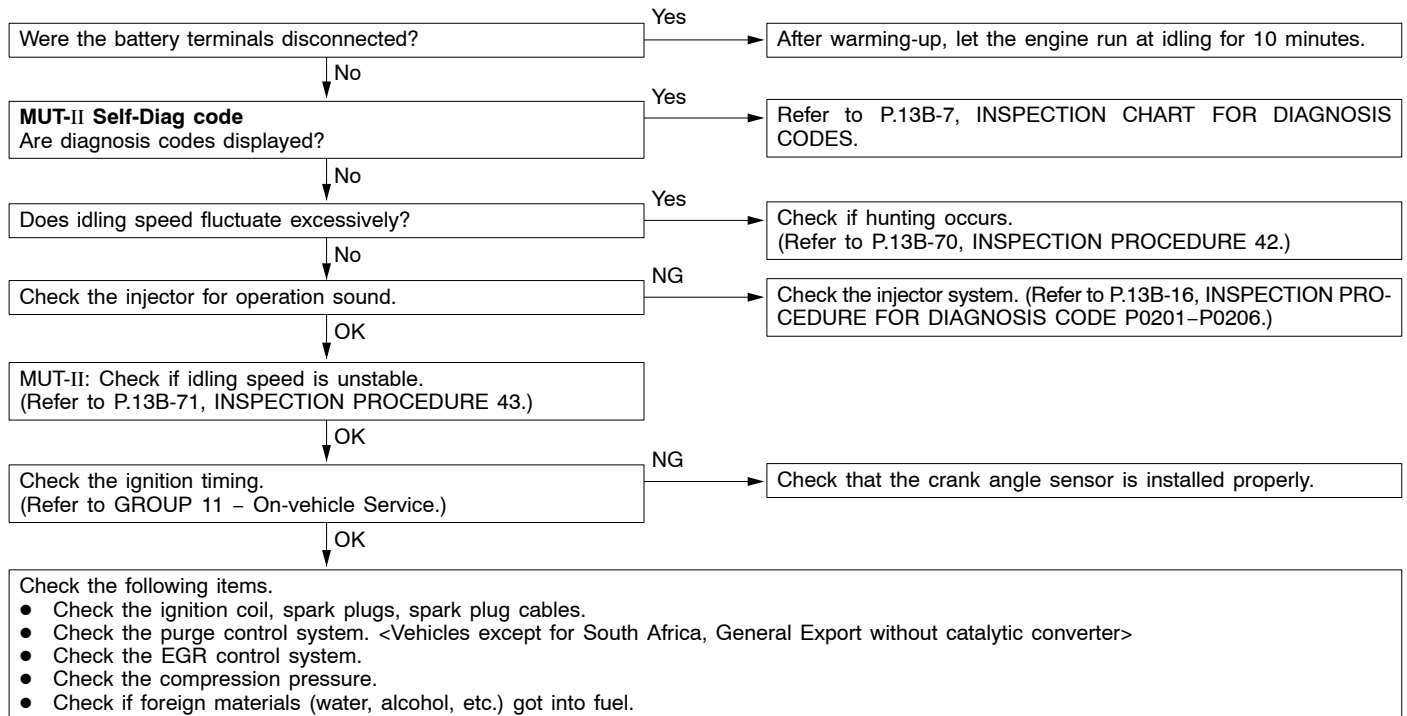 Were the battery terminals disconnected?
Yes
After warming-up, let the engine run at idling for 10 minutes.
No
MUT-II Self-Diag code
Are diagnosis codes displayed?
Yes
Refer to P.13B-7, INSPECTION CHART FOR DIAGNOSIS
CODES.
No
Does idling speed fluctuate excessively?
Yes
Check if hunting occurs.
(Refer to P.13B-70, INSPECTION PROCEDURE 42.)
No
Check the injector for operation sound.
NG
Check the injector system. (Refer to P.13B-16, INSPECTION PRO-
CEDURE FOR DIAGNOSIS CODE P0201–P0206.)
OK
MUT-II: Check if idling speed is unstable.
(Refer to P.13B-71, INSPECTION PROCEDURE 43.)
OK
Check the ignition timing.
(Refer to GROUP 11 – On-vehicle Service.)
NG
Check that the crank angle sensor is installed properly.
OK
Check the following items.
● Check the ignition coil, spark plugs, spark plug cables.
● Check the purge control system. <Vehicles except for South Africa, General Export without catalytic converter>
● Check the EGR control system.
● Check the compression pressure.
● Check if foreign materials (water, alcohol, etc.) got into fuel.